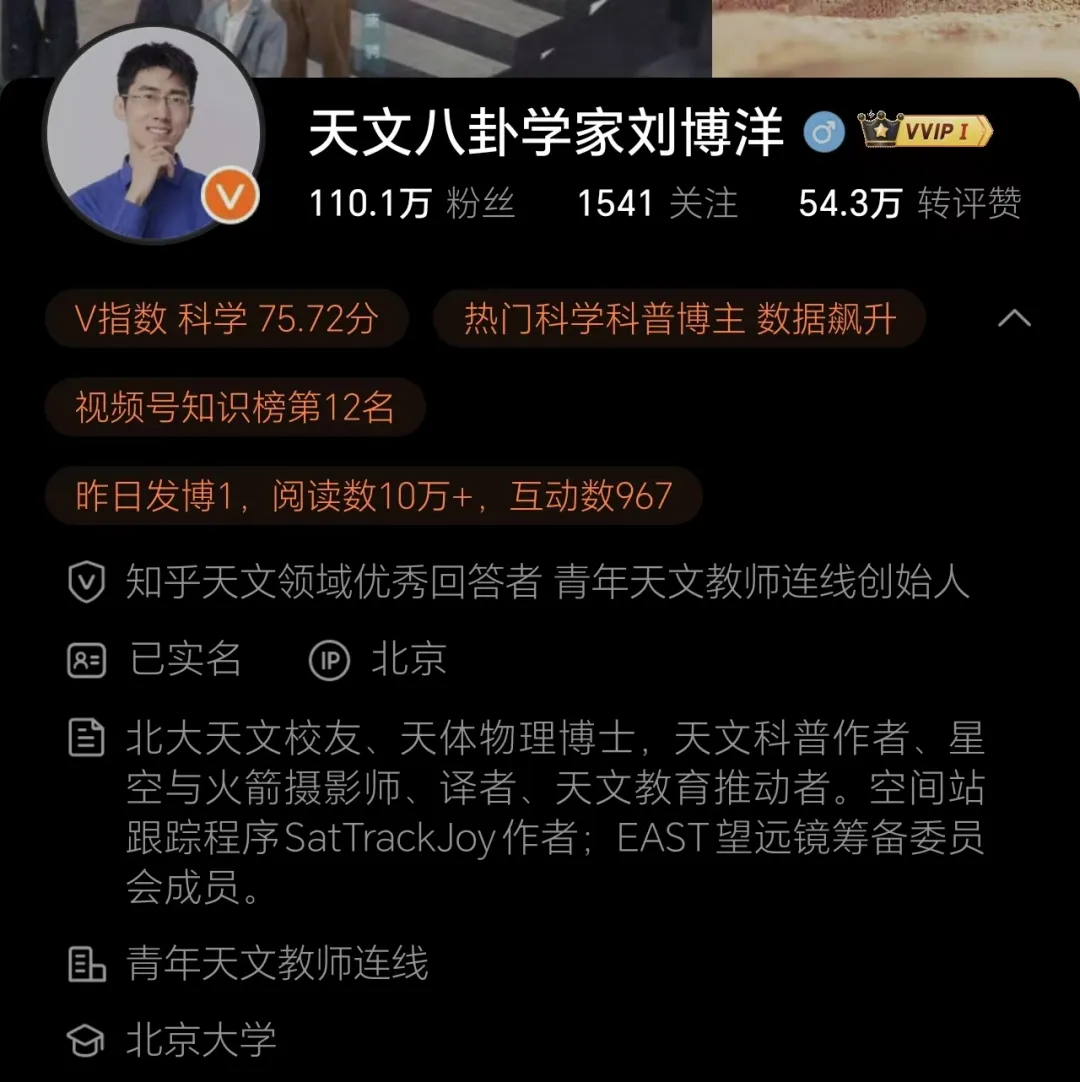 天文八卦学家刘博洋 VVIP I
110.1万 粉丝 1541 关注 54.3万 转评赞
V指数 科学 75.72分 热门科学科普博主 数据飙升
视频号知识榜第12名
昨日发博1，阅读数10万+，互动数967
知乎天文领域优秀回答者 青年天文教师连线创始人
已实名 IP 北京
北大天文校友、天体物理博士，天文科普作者、星
空与火箭摄影师、译者、天文教育推动者。空间站
跟踪程序SatTrackJoy作者；EAST望远镜筹备委员
会成员。
青年天文教师连线
北京大学